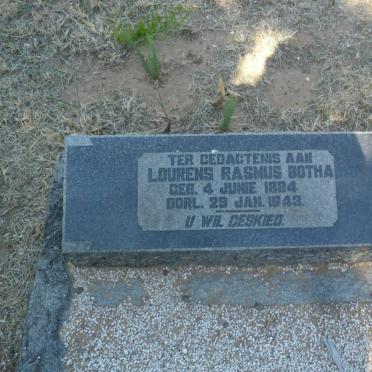 TER GEDAGTENIS AAN
LOURENS RASMUS BOTHA
GEB. 4 JUNIE 1884
OORL. 29 JAN. 1943.
U WIL GESKIED.